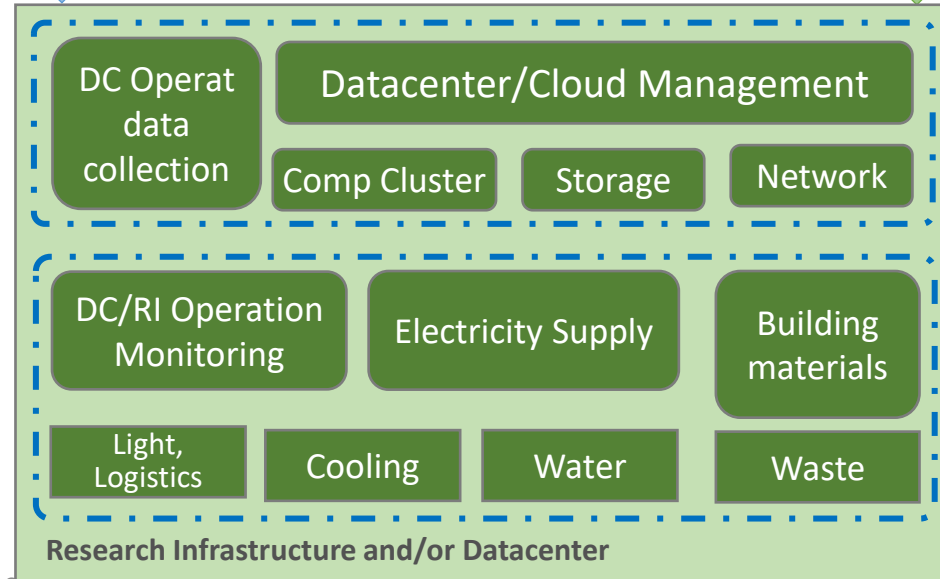 DC Operat
data
collection
Datacenter/Cloud Management
Comp Cluster
Storage
Network
DC/RI Operation
Monitoring
Electricity Supply
Building
materials
Light,
Logistics
Cooling
Water
Waste
Research Infrastructure and/or Datacenter